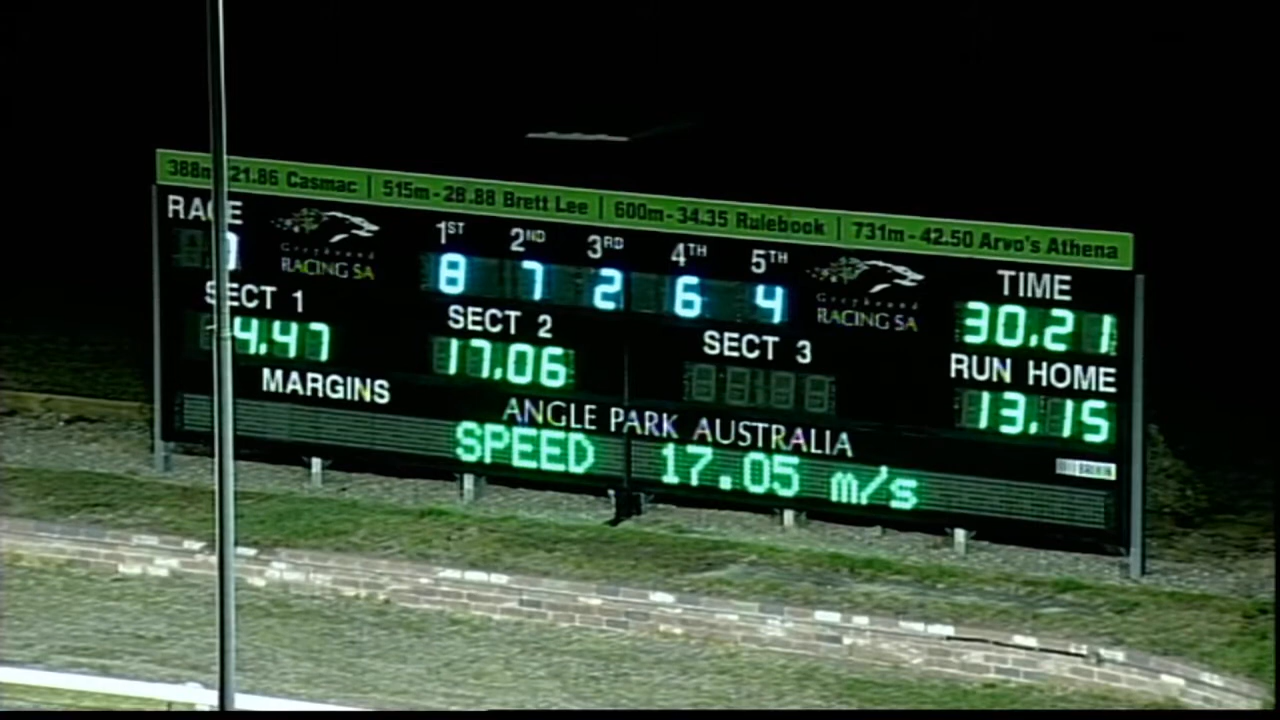 388m-21.86 Casmac | 515m-28.88 Brett Lee | 600m-34.35 Rulebook | 731m-42.50 Arvo's Athena
RACE
Greyhound
RACING SA
1ST 2ND 3RD 4TH 5TH
8 7 2 6 4
Greyhound
RACING SA
TIME
30.21
SECT 1
4.47
SECT 2
17.06
SECT 3
RUN HOME
13.15
MARGINS
ANGLE PARK AUSTRALIA
SPEED 17.05 m/s